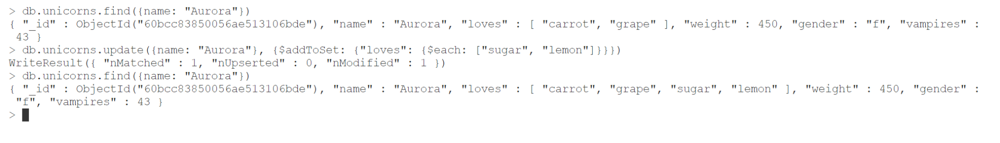 > db.unicorns.find({name: "Aurora"})
{ "_id" : ObjectId("60bcc83850056ae513106bde"), "name" : "Aurora", "loves" : [ "carrot", "grape" ], "weight" : 450, "gender" : "f", "vampires" :
 43 }
> db.unicorns.update({name: "Aurora"}, {$addToSet: {"loves": {$each: ["sugar", "lemon"]}}})
WriteResult({ "nMatched" : 1, "nUpserted" : 0, "nModified" : 1 })
> db.unicorns.find({name: "Aurora"})
{ "_id" : ObjectId("60bcc83850056ae513106bde"), "name" : "Aurora", "loves" : [ "carrot", "grape", "sugar", "lemon" ], "weight" : 450, "gender" :
 "f", "vampires" : 43 }
>